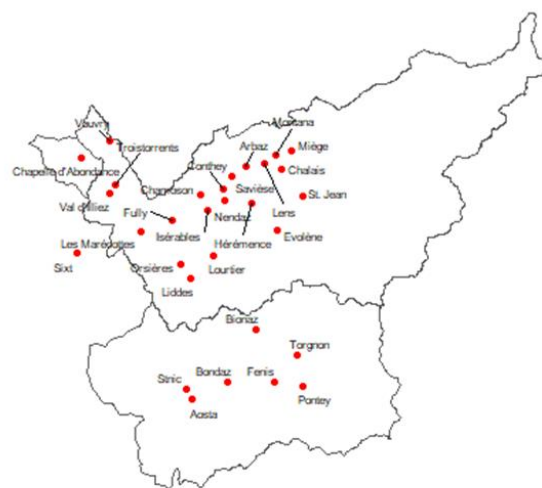 Montana
Vouvry
Troistorrents
Arbaz
Miège
Chapelle d'Abondance
Conthey
Chalais
Chamoson
Savièse
St. Jean
Val d'Illiez
Lens
Fully
Nendaz
Isérables
Evolène
Les Marécottes
Hérémence
Sixt
Orsières
Lourtier
Liddes
Bionaz
Torgnon
Bondaz
Fenis
Pontey
Aosta